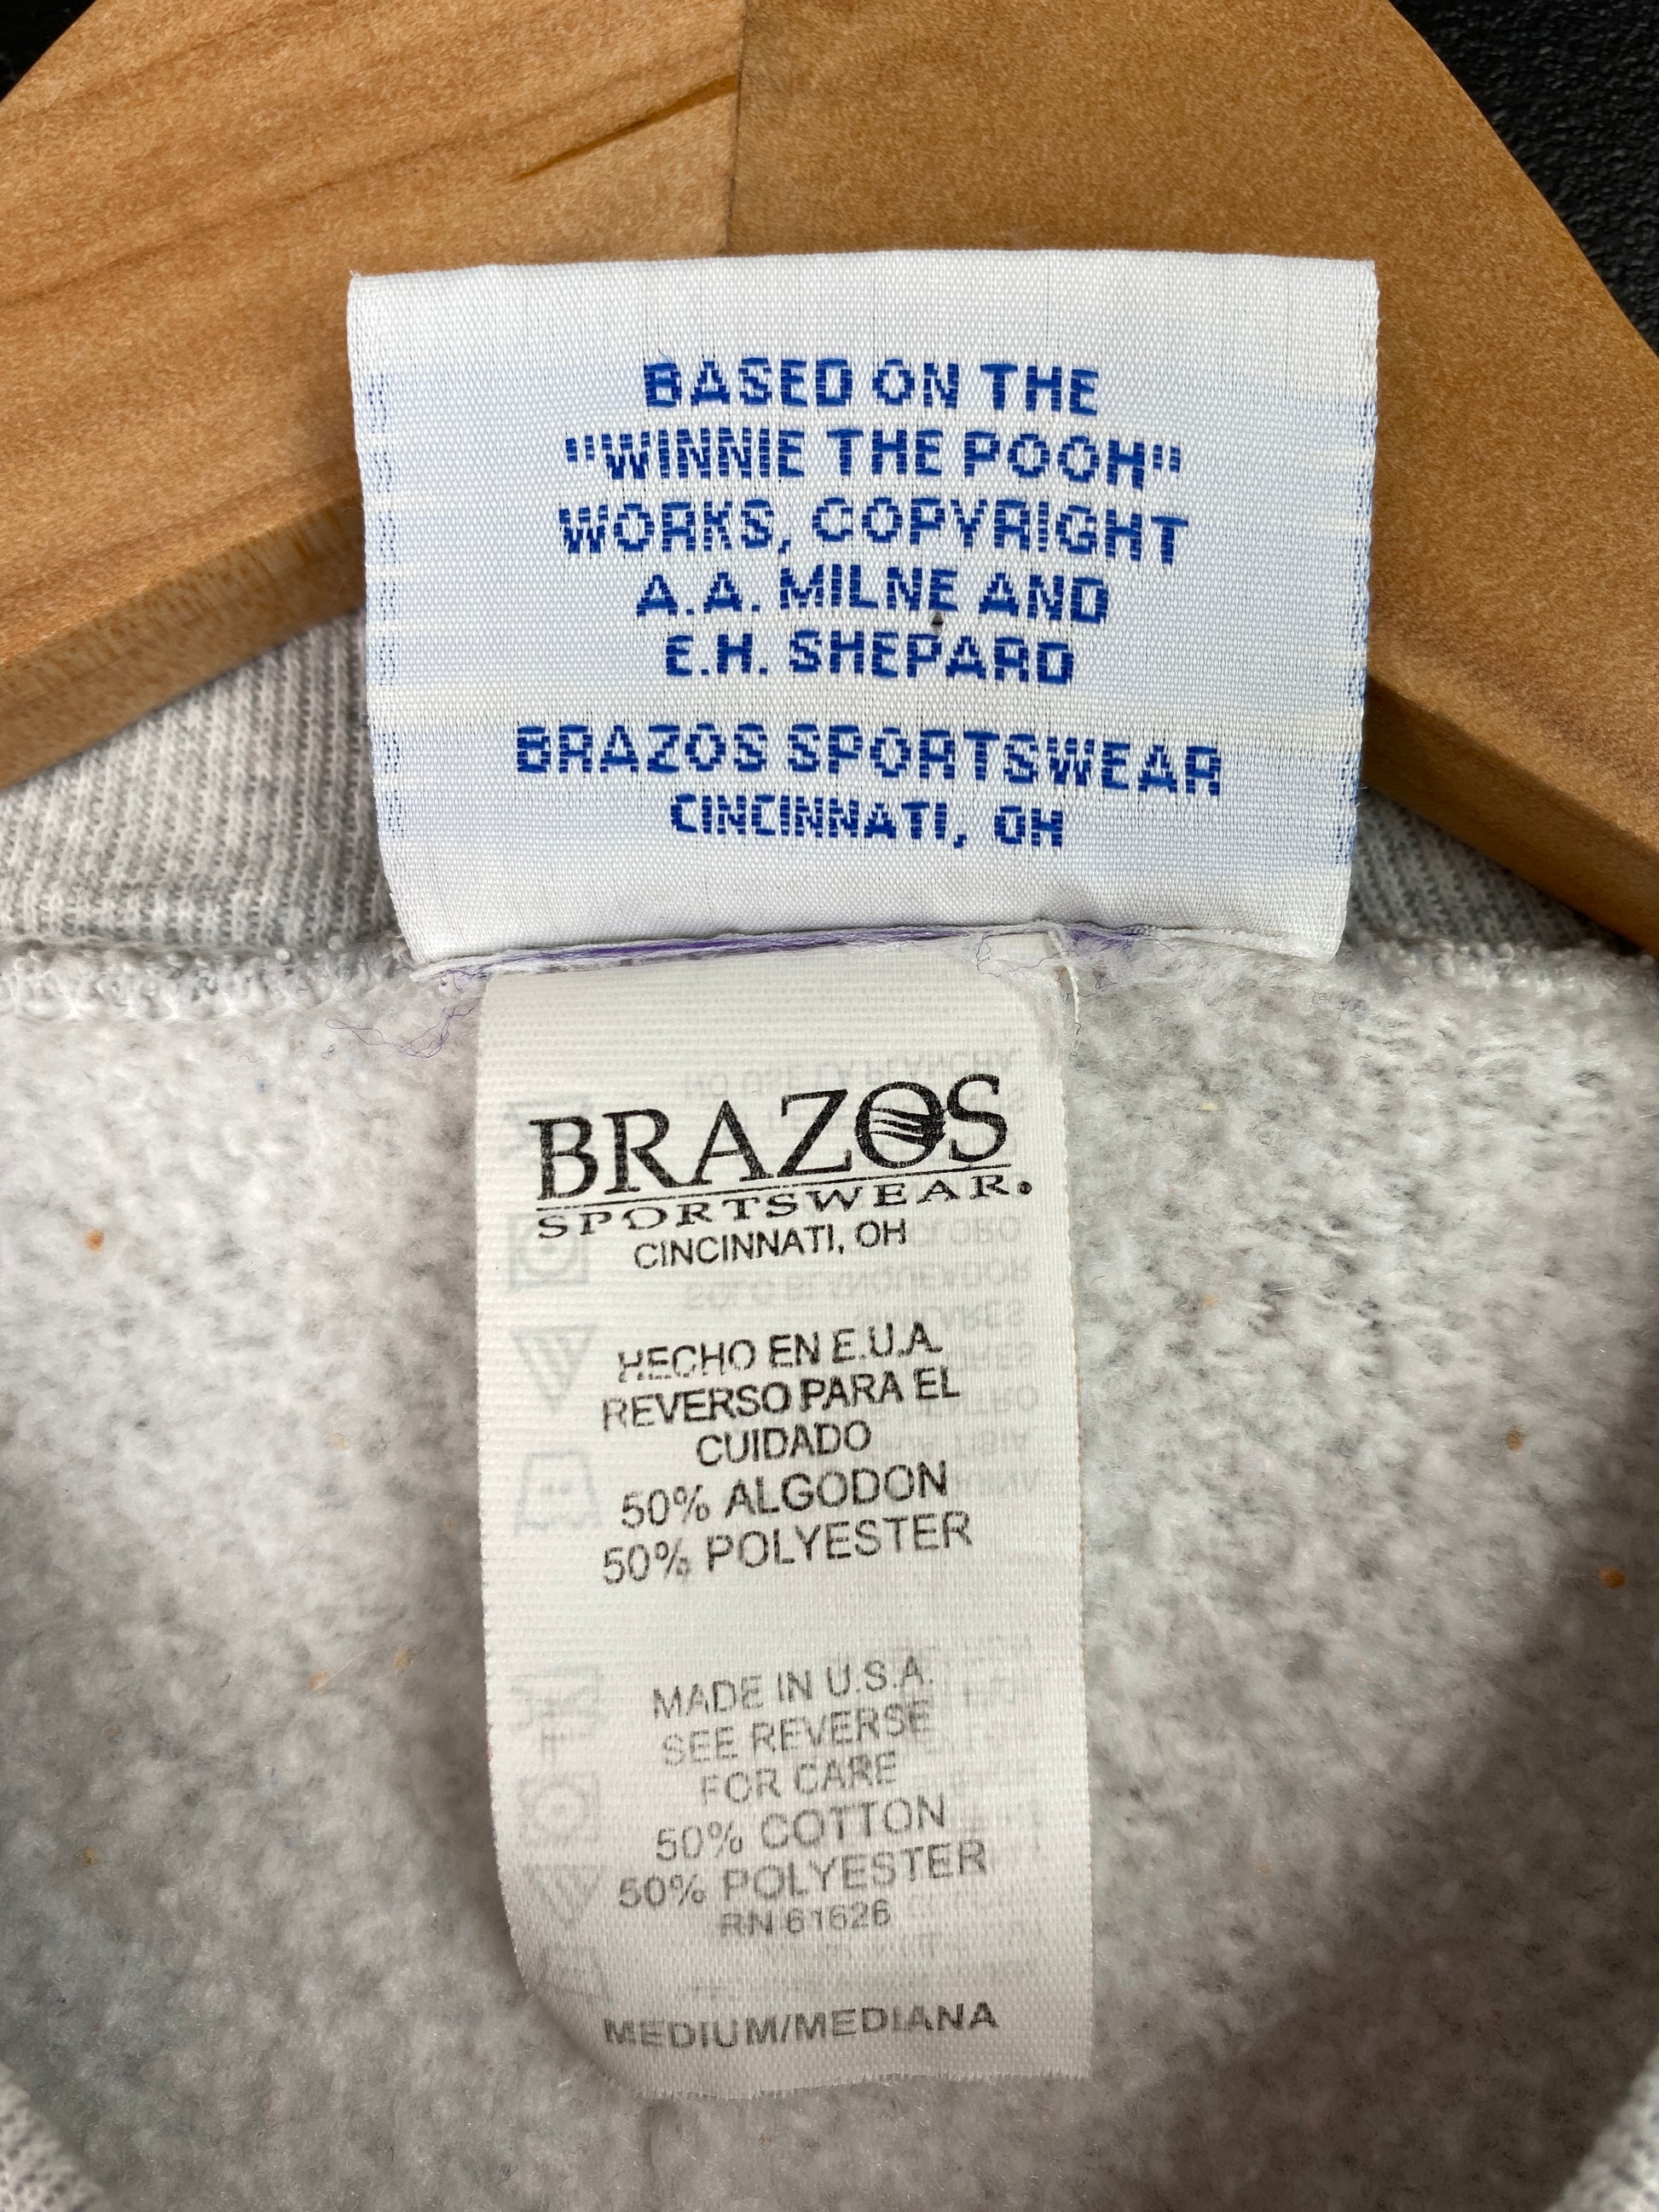 BASED ON THE
"WINNIE THE POOH"
WORKS, COPYRIGHT
A.A. MILNE AND
E.H. SHEPARD
BRAZOS SPORTSWEAR
CINCINNATI, OH
BRAZOS
SPORTSWEAR.
CINCINNATI, OH
HECHO EN E.U.A.
REVERSO PARA EL
CUIDADO
50% ALGODON
50% POLYESTER
MADE IN U.S.A.
SEE REVERSE
FOR CARE
50% COTTON
50% POLYESTER
RN 61626
MEDIUM/MEDIANA